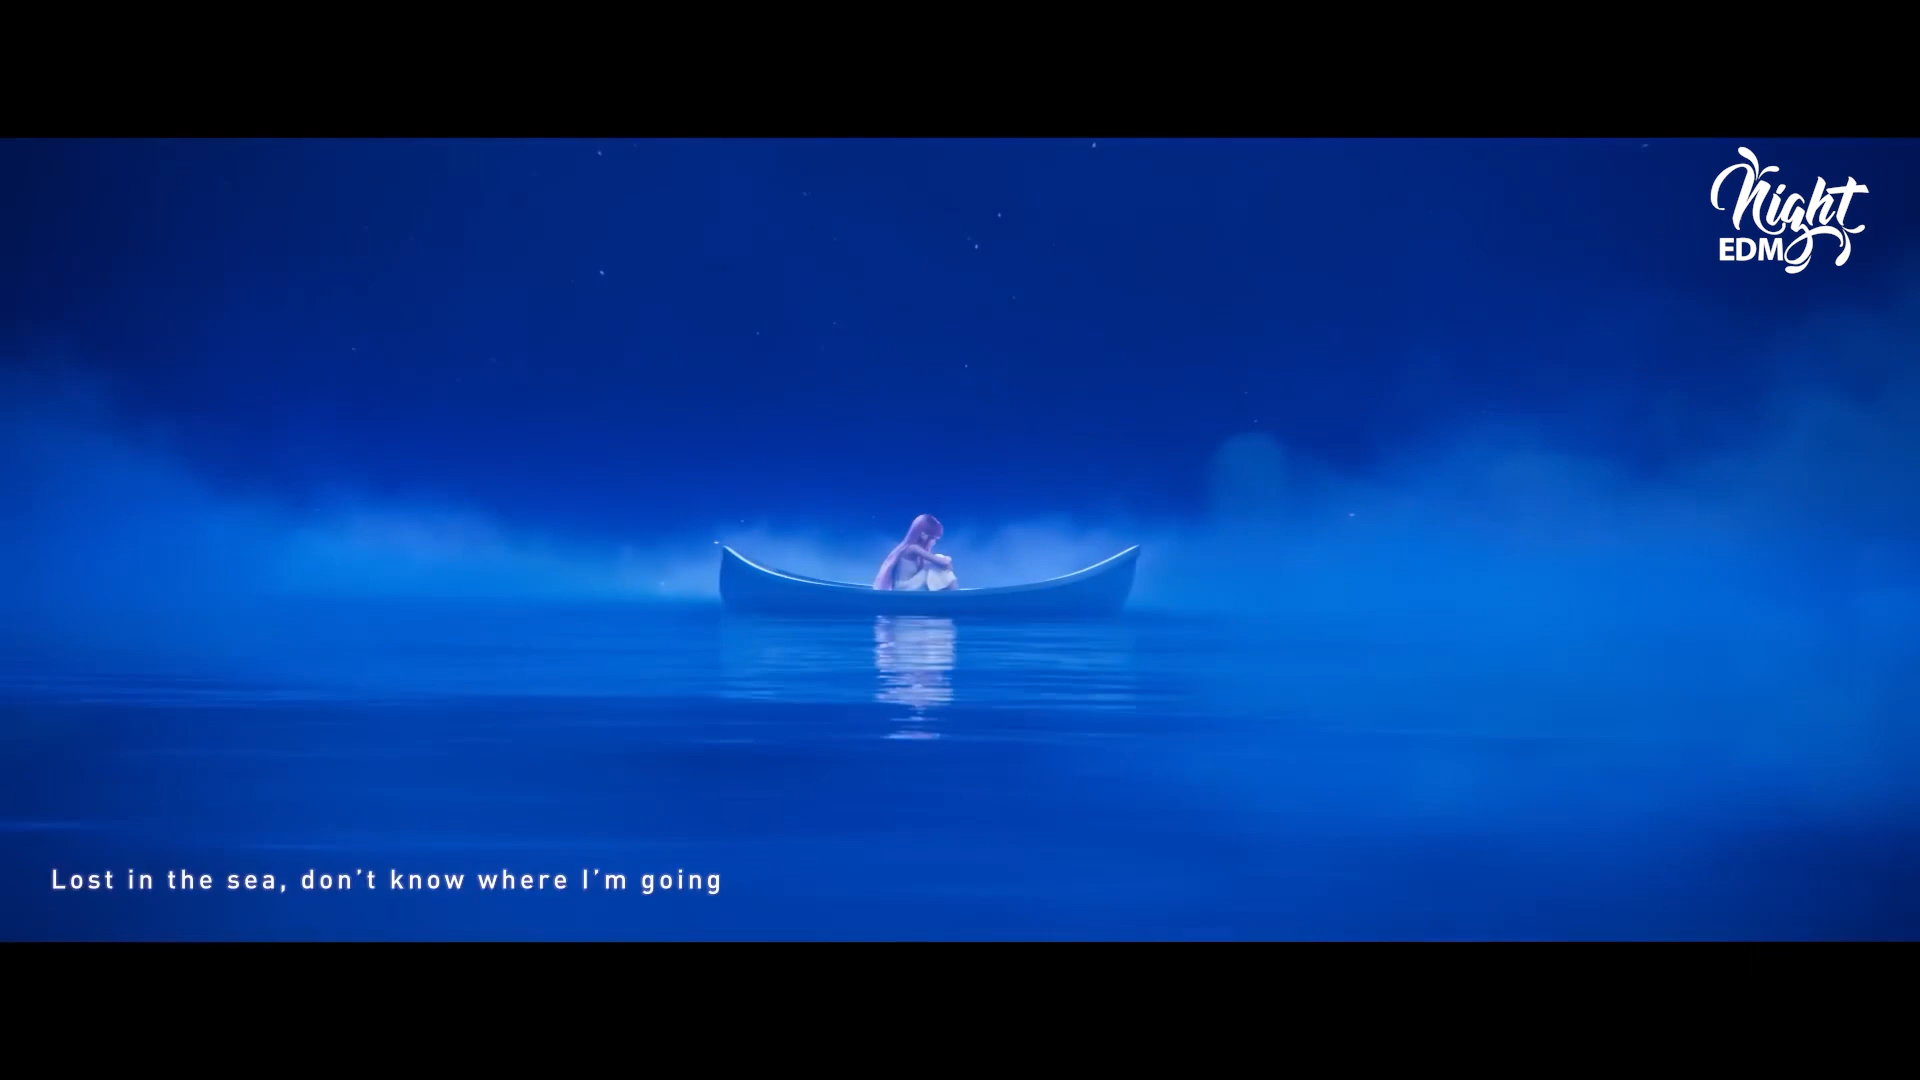 Night
EDM
Lost in the sea, don’t know where I’m going